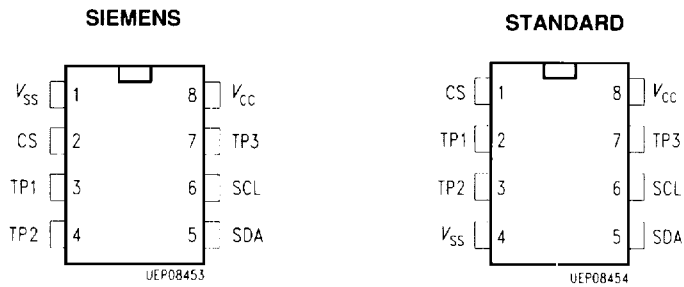 SIEMENS STANDARD
VSS 1 8 VCC CS 1 8 VCC
CS 2 7 TP3 TP1 2 7 TP3
TP1 3 6 SCL TP2 3 6 SCL
TP2 4 5 SDA VSS 4 5 SDA
UEP08453 UEP08454